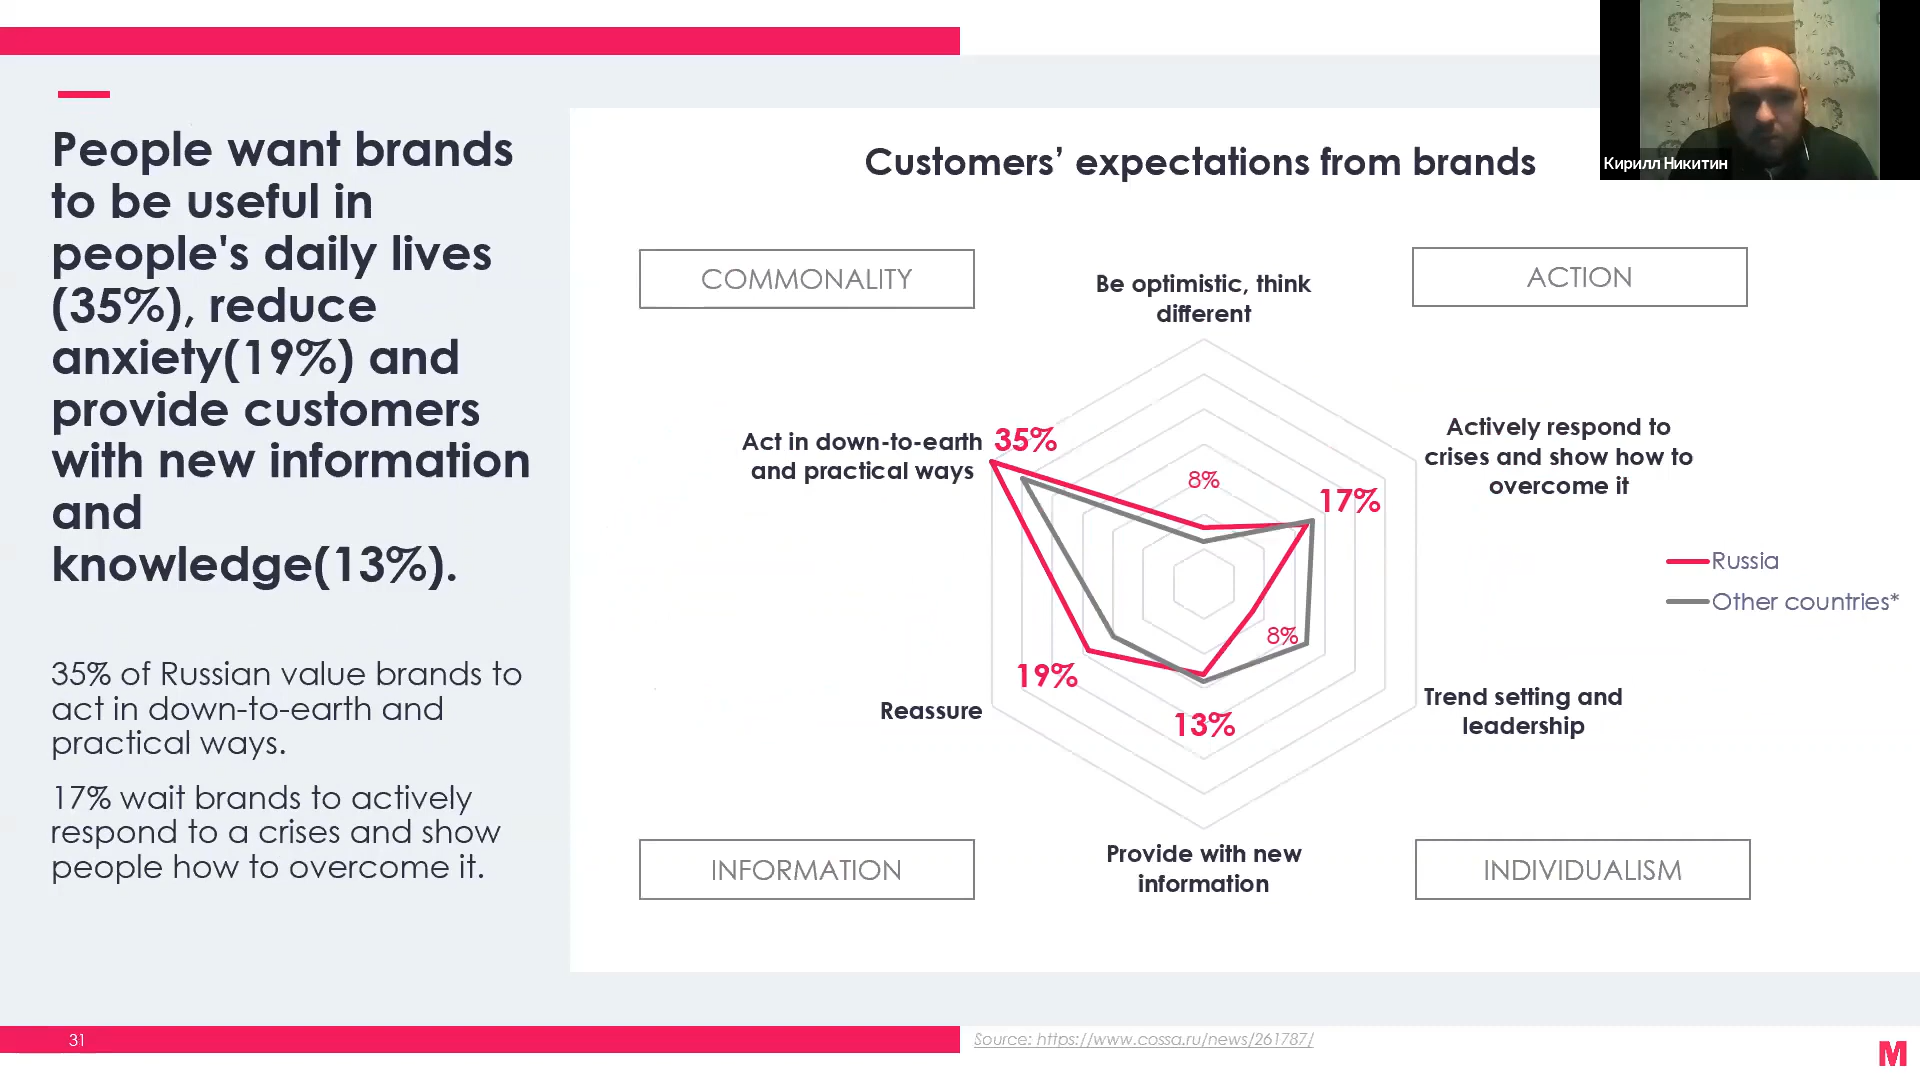 People want brands
to be useful in
people's daily lives
(35%), reduce
anxiety(19%) and
provide customers
with new information
and
knowledge(13%).
35% of Russian value brands to
act in down-to-earth and
practical ways.
17% wait brands to actively
respond to a crises and show
people how to overcome it.
Customers’ expectations from brands
COMMONALITY
ACTION
Be optimistic, think
different
Act in down-to-earth
and practical ways
35%
8%
17%
Actively respond to
crises and show how to
overcome it
Russia
Other countries*
8%
19%
13%
Reassure
Trend setting and
leadership
INFORMATION
Provide with new
information
INDIVIDUALISM
31
Source: https://www.cossa.ru/news/261787/
M
Кирилл Никитин